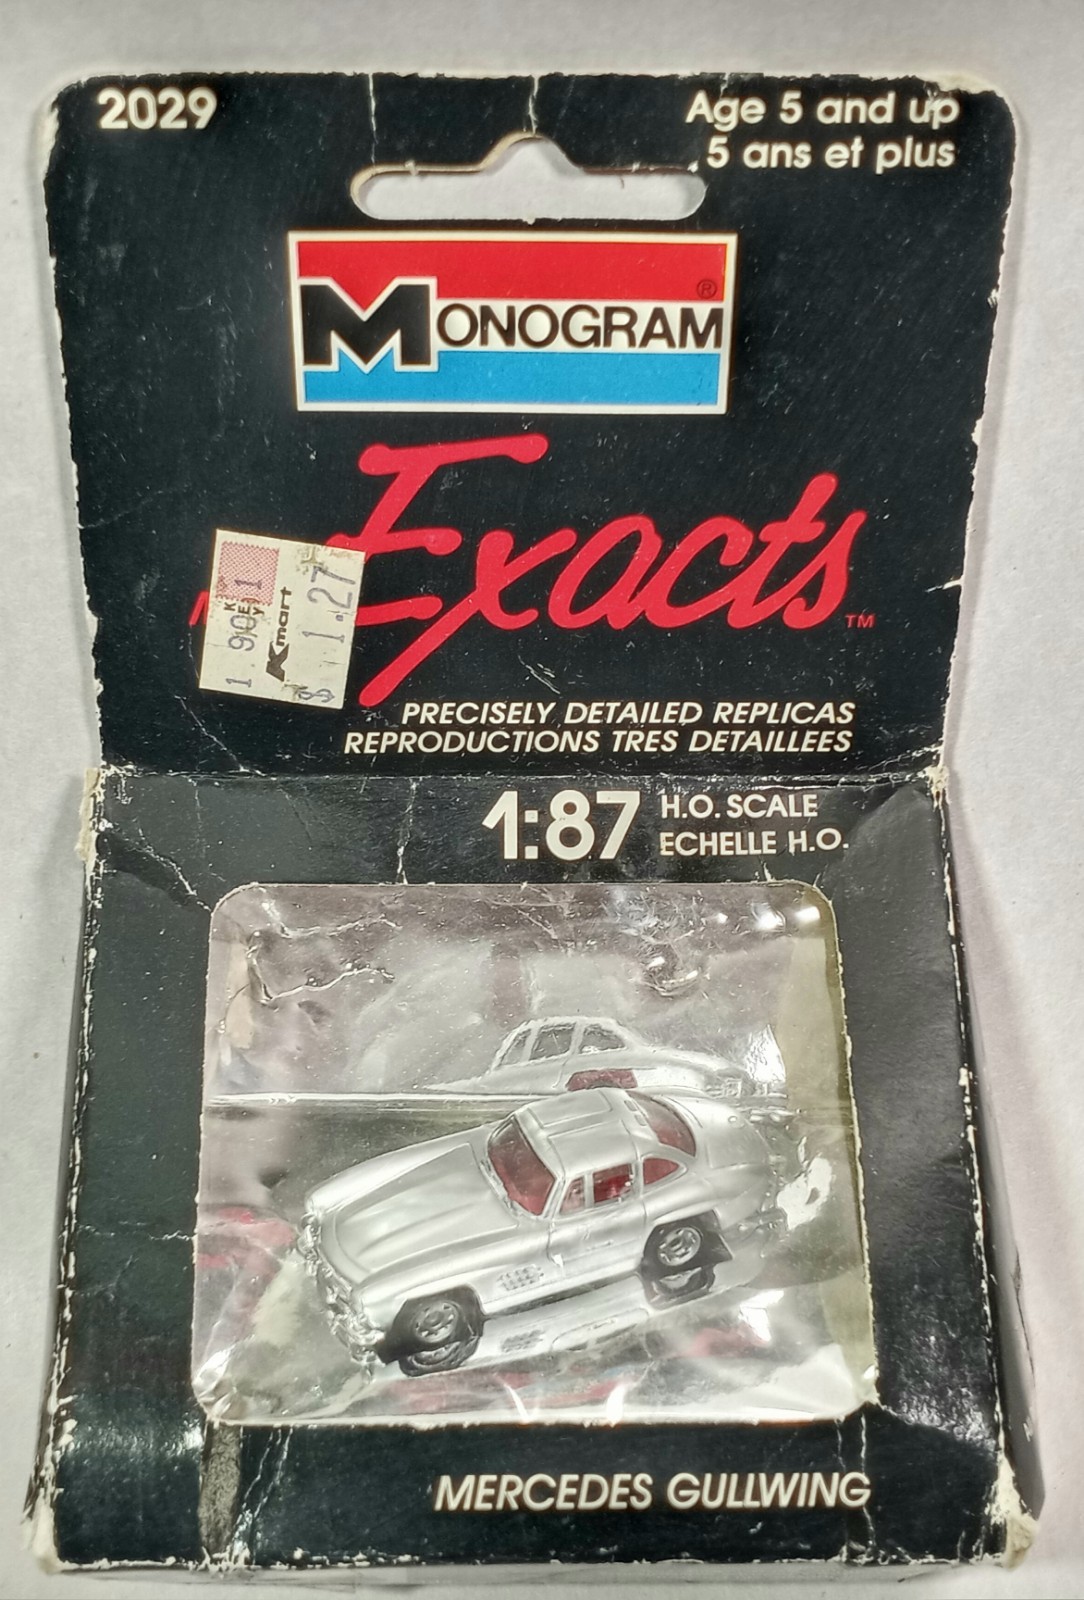 2029
Age 5 and up
5 ans et plus
MONOGRAM®
Exacts™
Kmart
$ 1.27
PRECISELY DETAILED REPLICAS
REPRODUCTIONS TRES DETAILLEES
1:87 H.O. SCALE
ECHELLE H.O.
MERCEDES GULLWING